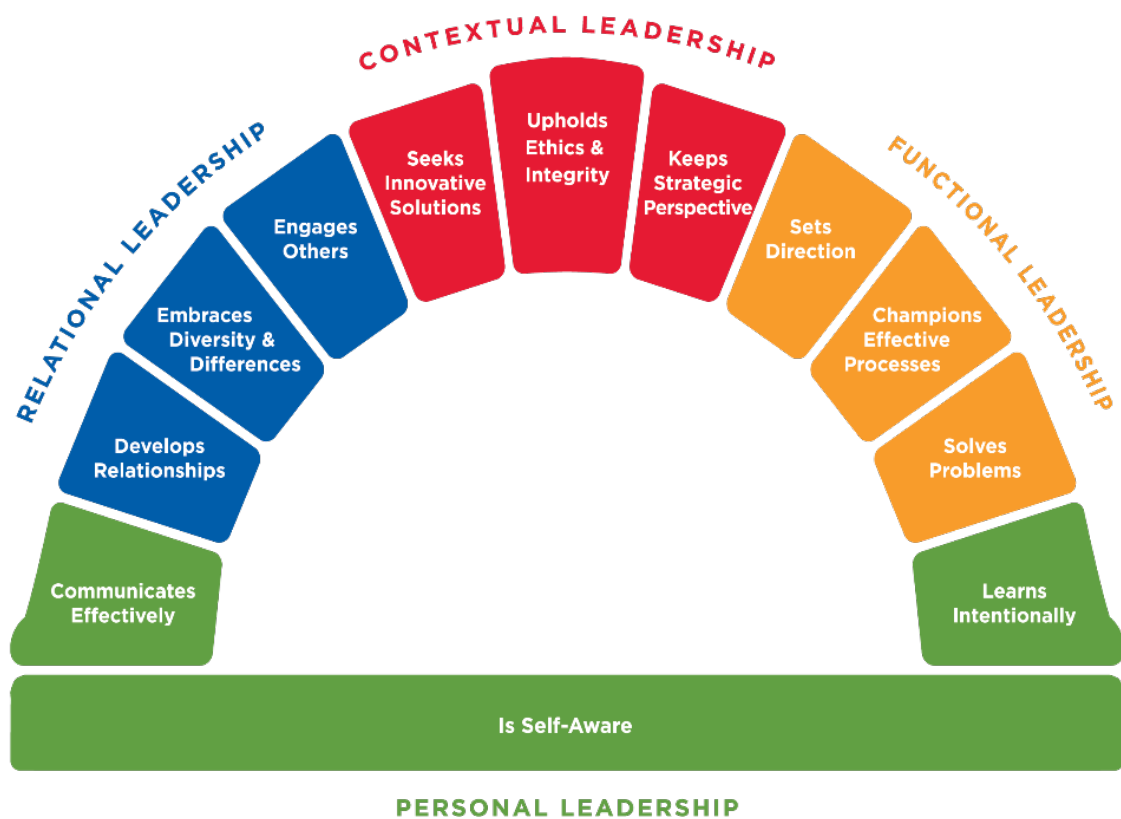 CONTEXTUAL LEADERSHIP
RELATIONAL LEADERSHIP
FUNCTIONAL LEADERSHIP
Upholds
Ethics &
Integrity
Seeks
Innovative
Solutions
Keeps
Strategic
Perspective
Engages
Others
Sets
Direction
Embraces
Diversity &
Differences
Champions
Effective
Processes
Develops
Relationships
Solves
Problems
Communicates
Effectively
Learns
Intentionally
Is Self-Aware
PERSONAL LEADERSHIP